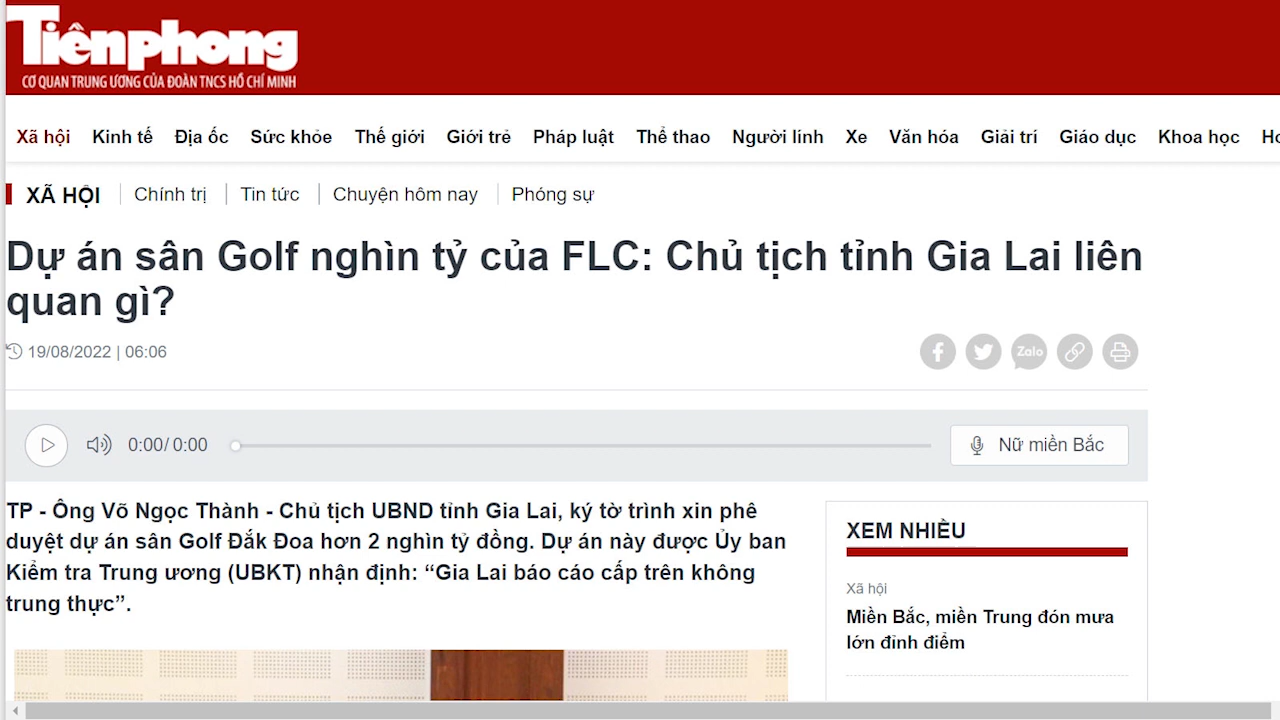 Tiền phong
CƠ QUAN TRUNG ƯƠNG CỦA ĐOÀN TNCS HỒ CHÍ MINH
Xã hội Kinh tế Địa ốc Sức khỏe Thế giới Giới trẻ Pháp luật Thể thao Người lính Xe Văn hóa Giải trí Giáo dục Khoa học
XÃ HỘI Chính trị Tin tức Chuyện hôm nay Phóng sự
Dự án sân Golf nghìn tỷ của FLC: Chủ tịch tỉnh Gia Lai liên
quan gì?
19/08/2022 | 06:06
Zalo
0:00/ 0:00
Nữ miền Bắc
TP - Ông Võ Ngọc Thành - Chủ tịch UBND tỉnh Gia Lai, ký tờ trình xin phê
duyệt dự án sân Golf Đắk Đoa hơn 2 nghìn tỷ đồng. Dự án này được Ủy ban
Kiểm tra Trung ương (UBKT) nhận định: “Gia Lai báo cáo cấp trên không
trung thực”.
XEM NHIỀU
Xã hội
Miền Bắc, miền Trung đón mưa
lớn đỉnh điểm